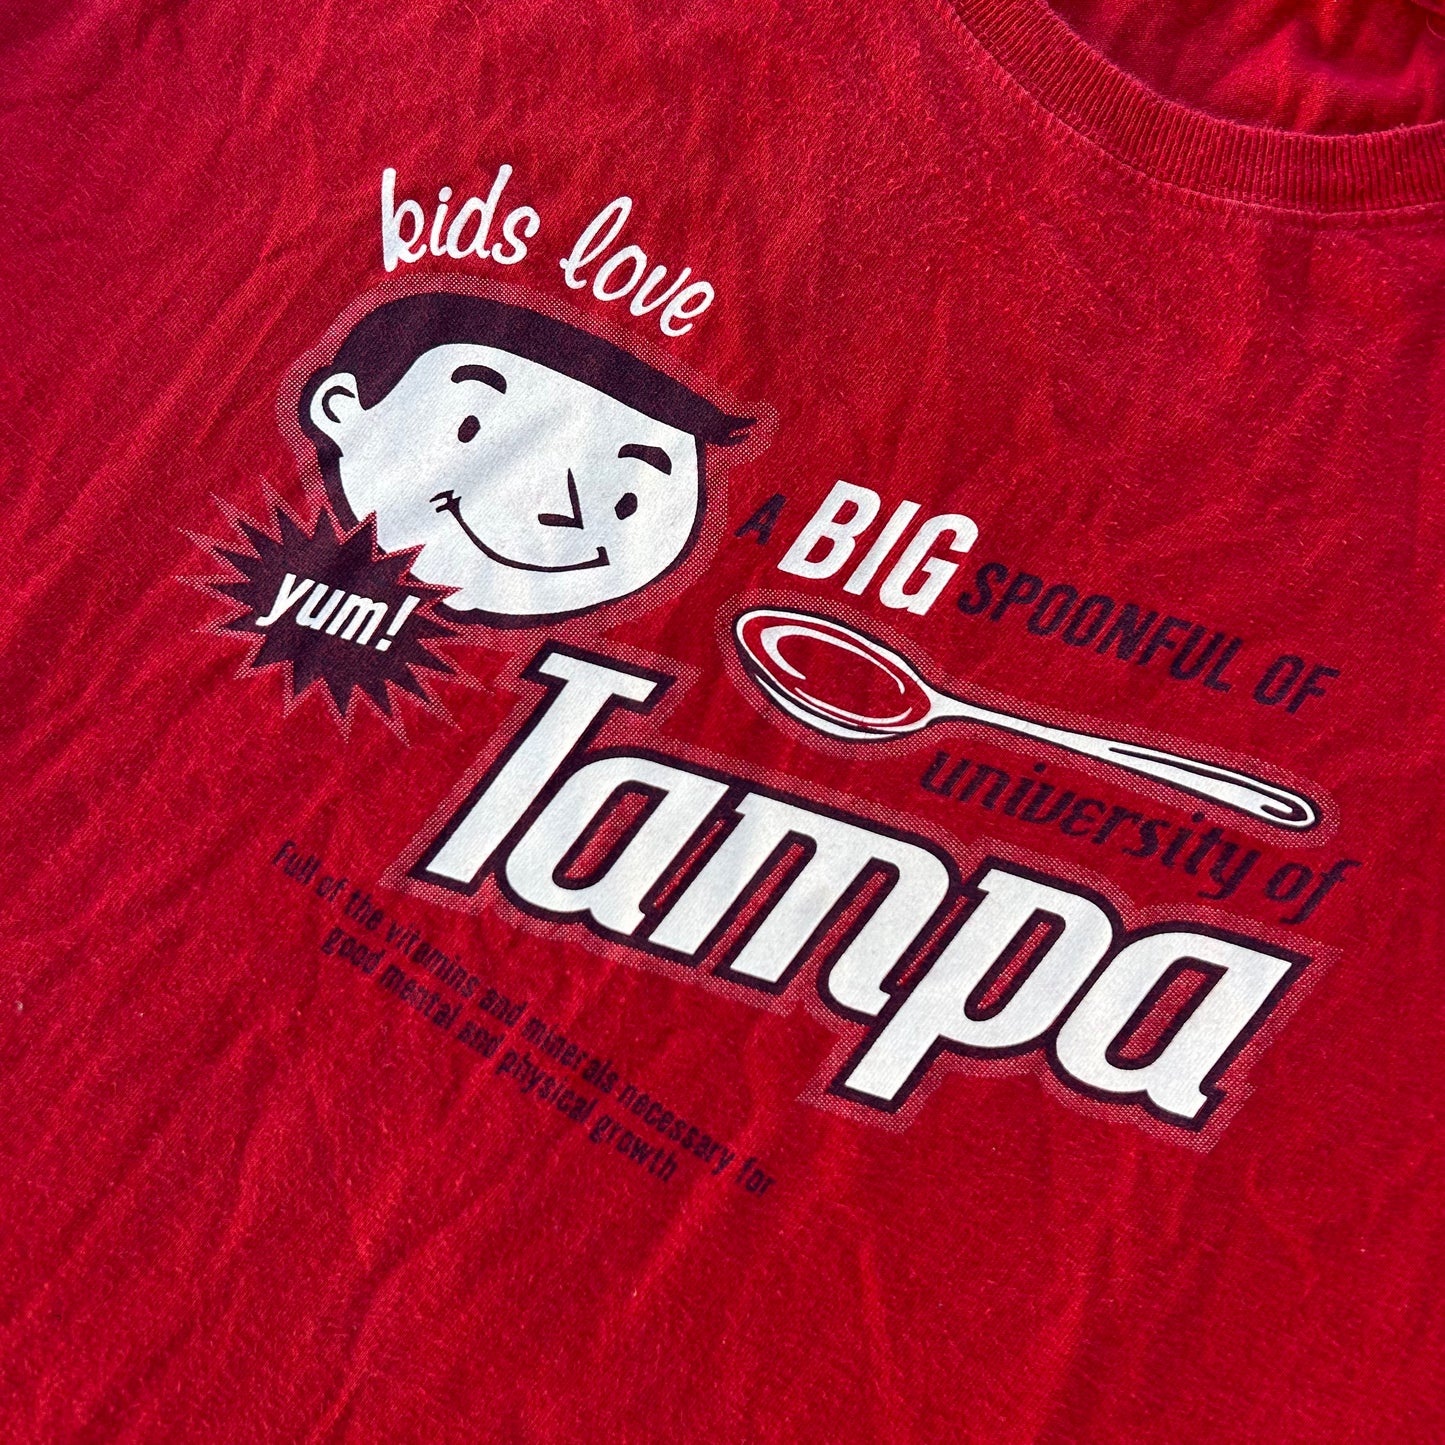 kids love
yum!
A BIG SPOONFUL OF
university of
Tampa
full of the vitamins and minerals necessary for
good mental and physical growth